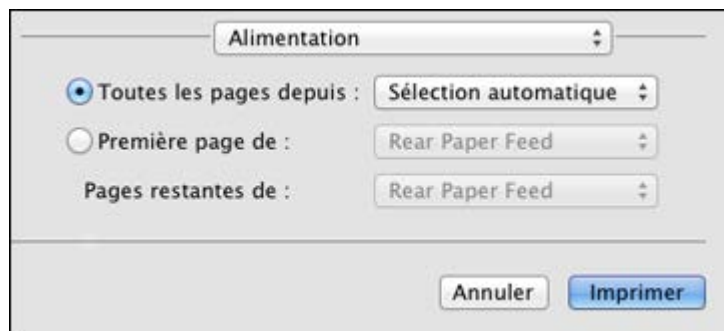 Alimentation
Toutes les pages depuis : Sélection automatique
Première page de : Rear Paper Feed
Pages restantes de : Rear Paper Feed
Annuler Imprimer